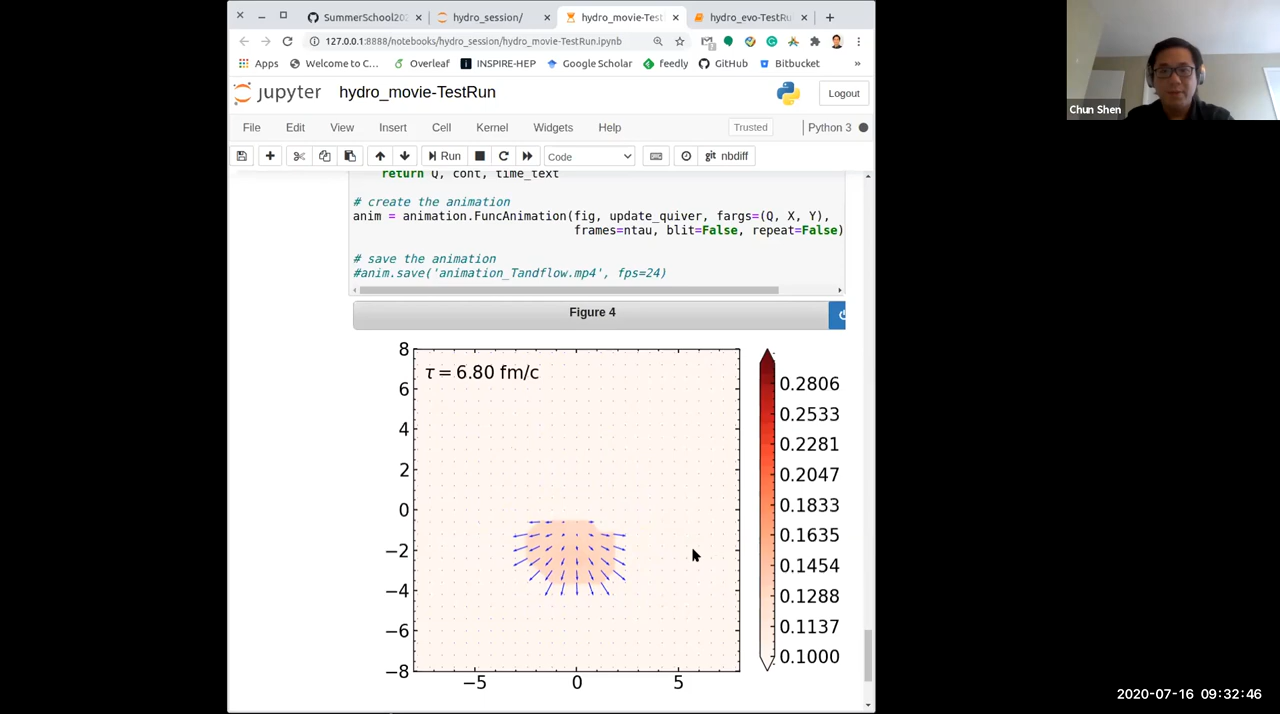 SummerSchool202
hydro_session/
hydro_movie-Test
hydro_evo-TestRu
127.0.0.1:8888/notebooks/hydro_session/hydro_movie-TestRun.ipynb
Apps Welcome to C... Overleaf INSPIRE-HEP Google Scholar feedly GitHub Bitbucket »
jupyter hydro_movie-TestRun Logout
File Edit View Insert Cell Kernel Widgets Help Trusted Python 3
Run Code git nbdiff
return Q, cont, time_text
# create the animation
anim = animation.FuncAnimation(fig, update_quiver, fargs=(Q, X, Y),
frames=ntau, blit=False, repeat=False)
# save the animation
#anim.save('animation_Tandflow.mp4', fps=24)
Figure 4
τ = 6.80 fm/c
8
6
4
2
0
−2
−4
−6
−8
−5 0 5
0.2806
0.2533
0.2281
0.2047
0.1833
0.1635
0.1454
0.1288
0.1137
0.1000
Chun Shen
2020-07-16 09:32:46